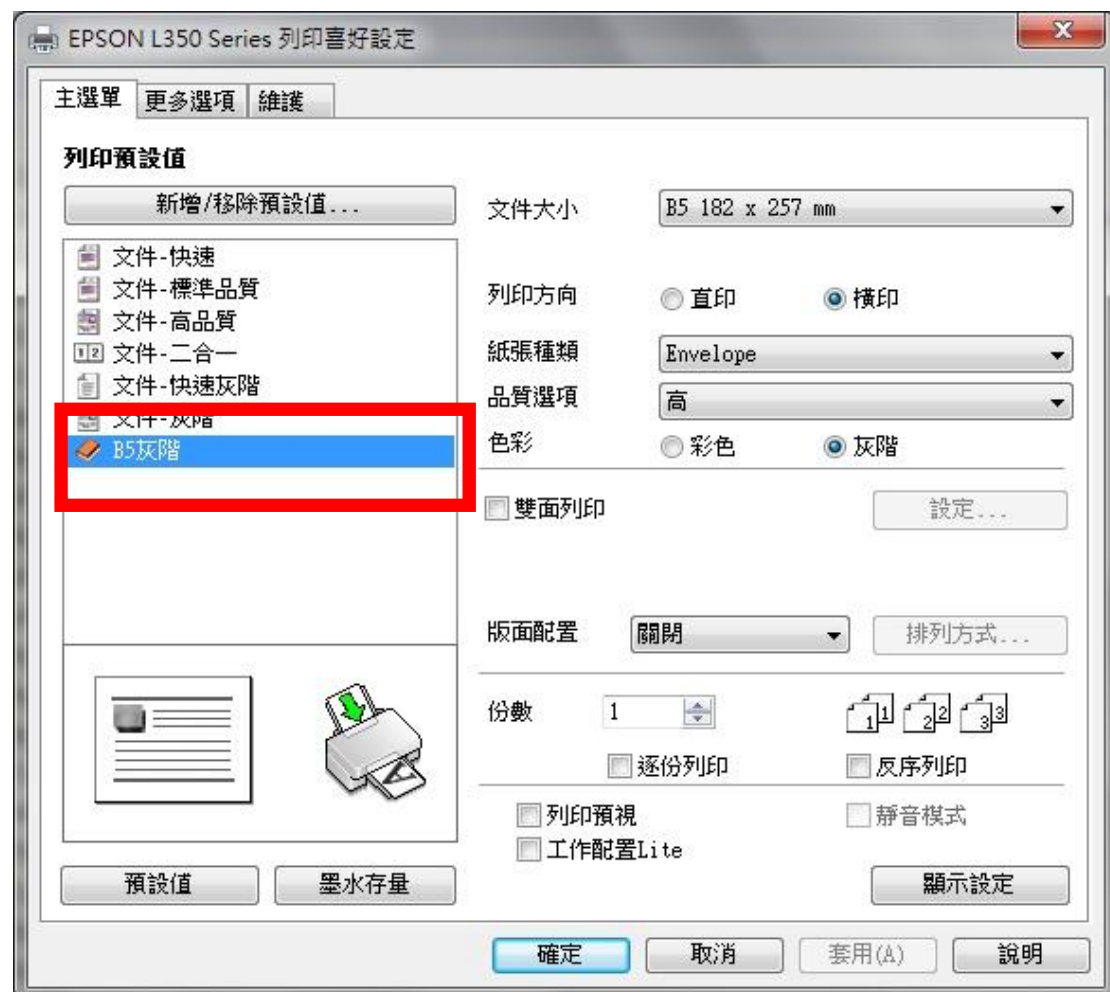 EPSON L350 Series 列印喜好設定
主選單 更多選項 維護
列印預設值
新增/移除預設值...
文件-快速
文件-標準品質
文件-高品質
文件-二合一
文件-快速灰階
文件-灰階
B5灰階
預設值 墨水存量
文件大小 B5 182 x 257 mm
列印方向 直印 橫印
紙張種類 Envelope
品質選項 高
色彩 彩色 灰階
雙面列印 設定...
版面配置 關閉 排列方式...
份數 1 1 1 2 2 3 3
逐份列印 反序列印
列印預視 靜音模式
工作配置Lite
顯示設定
確定 取消 套用(A) 說明